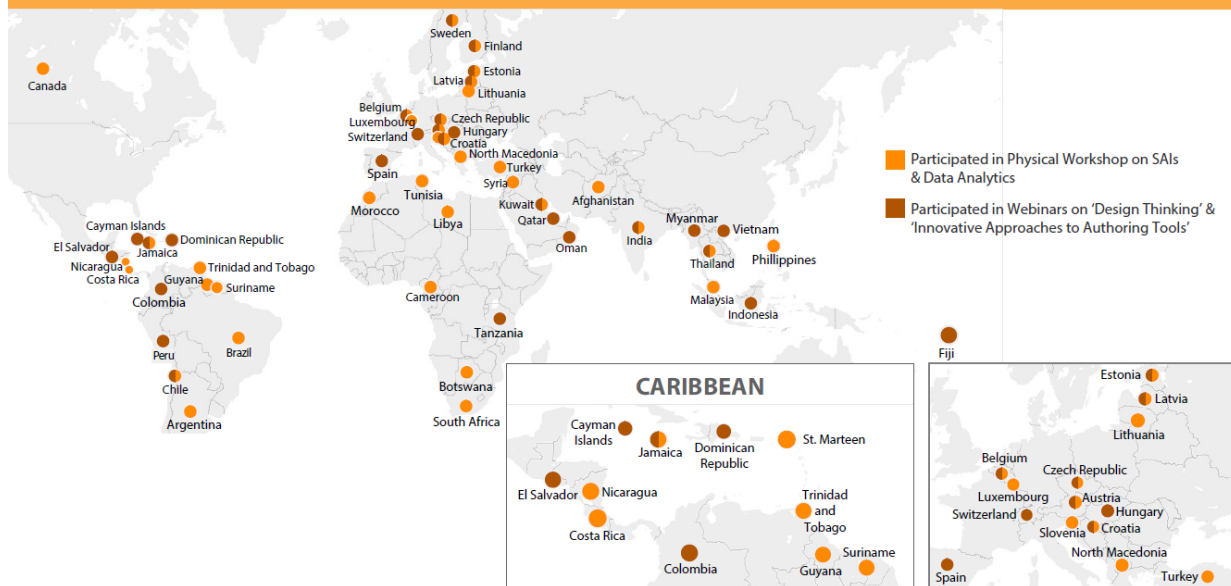 Sweden
Finland
Canada
Estonia
Latvia
Lithuania
Belgium
Luxembourg
Switzerland
Czech Republic
Hungary
Croatia
North Macedonia
Turkey
Spain
Syria
Tunisia
Morocco
Libya
Kuwait
Qatar
Oman
Afghanistan
India
Myanmar
Vietnam
Thailand
Phillippines
Malaysia
Indonesia
Participated in Physical Workshop on SAIs
& Data Analytics
Participated in Webinars on ‘Design Thinking’ &
‘Innovative Approaches to Authoring Tools’
Cayman Islands
Jamaica
Dominican Republic
El Salvador
Nicaragua
Costa Rica
Trinidad and Tobago
Guyana
Suriname
Colombia
Peru
Brazil
Chile
Argentina
Cameroon
Tanzania
Botswana
South Africa
Fiji
CARIBBEAN
Cayman
Islands
Jamaica
Dominican
Republic
St. Marteen
El Salvador
Nicaragua
Costa Rica
Trinidad
and
Tobago
Colombia
Guyana
Suriname
Estonia
Latvia
Lithuania
Belgium
Luxembourg
Czech Republic
Austria
Switzerland
Hungary
Slovenia
Croatia
North Macedonia
Spain
Turkey